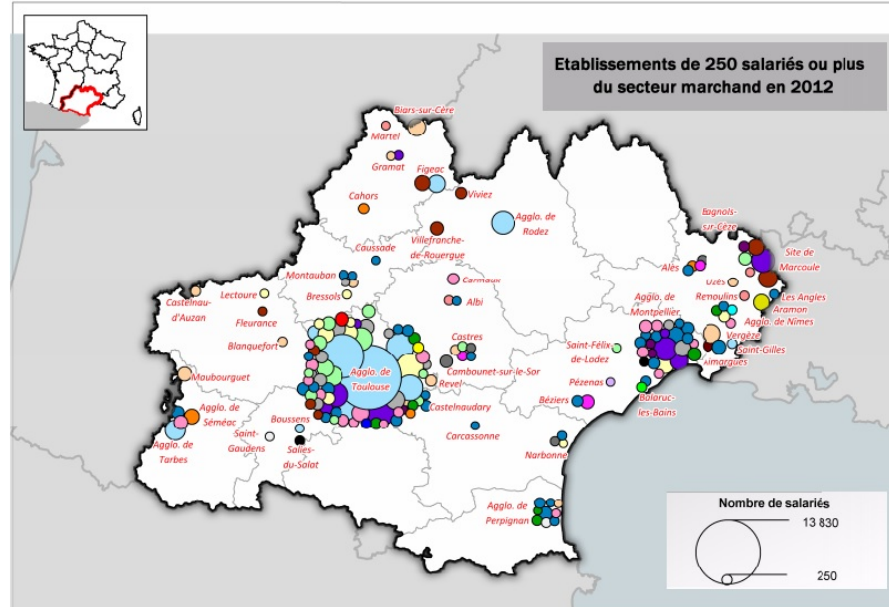 Etablissements de 250 salariés ou plus
du secteur marchand en 2012
Biars-sur-Cère
Martel
Gramat
Figeac
Cahors
Viviez
Agglo. de
Rodez
Villefranche-
de-Rouergue
Caussade
Montauban
Bressols
Carmaux
Albi
Lectoure
Castelnau-
d'Auzan
Fleurance
Blanquefort
Maubourguet
Agglo. de
Toulouse
Castres
Cambounet-sur-le-Sor
Revel
Castelnaudary
Carcassonne
Agglo. de
Séméac
Agglo. de
Tarbes
Saint-
Gaudens
Boussens
Salies-
du-Salat
Bagnols-
sur-Cèze
Site de
Marcoule
Alès
Uzès
Remoulins
Les Angles
Aramon
Agglo. de Nîmes
Agglo. de
Montpellier
Vergèze
Saint-Gilles
Aimargues
Saint-Félix-
de-Lodez
Pézenas
Béziers
Balaruc-
les-Bains
Narbonne
Agglo. de
Perpignan
Nombre de salariés
13 830
250